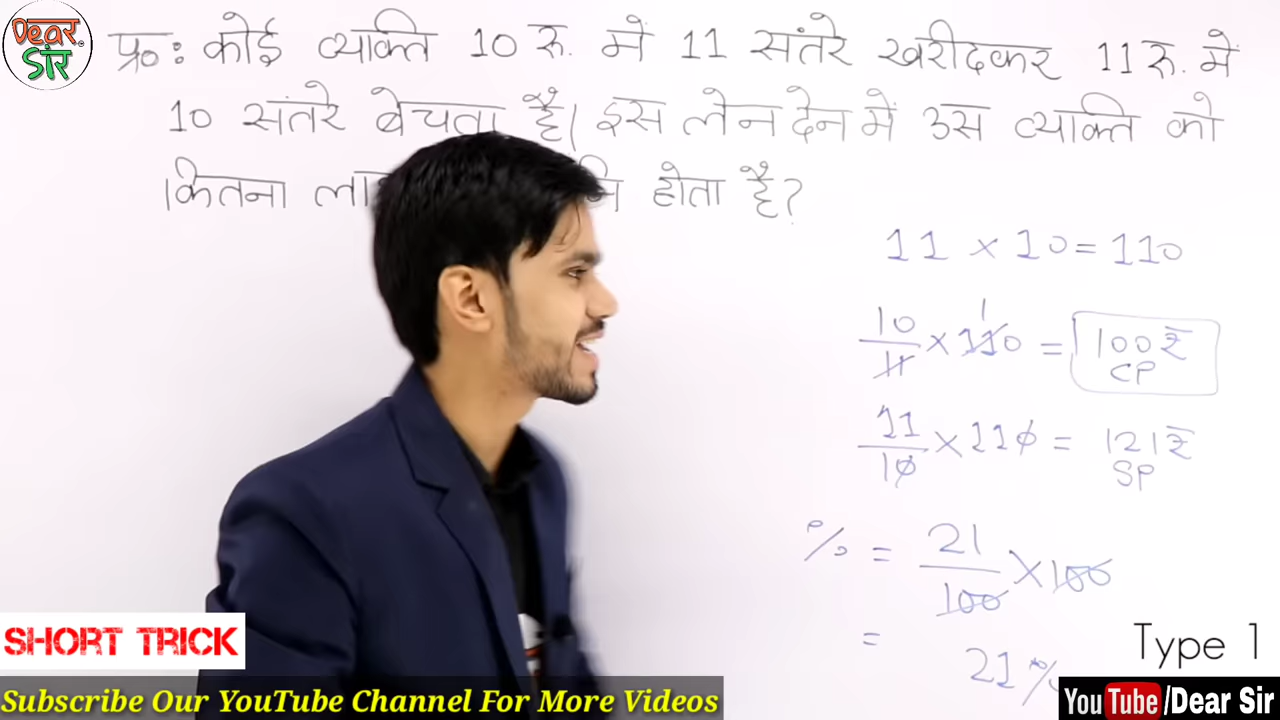 Dear Sir
प्र०: कोई व्यक्ति 10 रु. में 11 संतरे खरीदकर 11 रु. में
10 संतरे बेचता है। इस लेन देन में उस व्यक्ति को
कितना होता है?
11 × 10 = 110
10/11 × 110 = 100₹
1
CP
11/10 × 110 = 121₹
SP
% = 21/100 × 100
= 21%
SHORT TRICK
Type 1
Subscribe Our YouTube Channel For More Videos
YouTube/Dear Sir